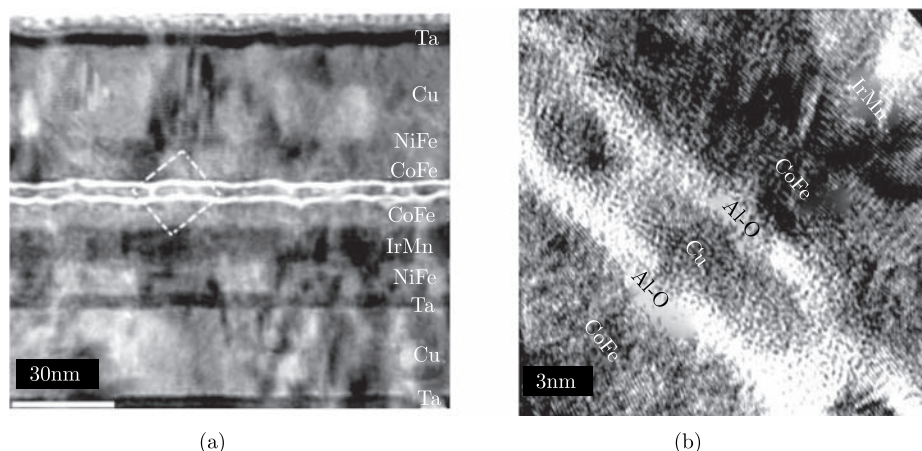 Ta
Cu
NiFe
CoFe
CoFe
IrMn
NiFe
Ta
Cu
Ta
30nm
(a)
IrMn
CoFe
Al-O
Cu
Al-O
CoFe
3nm
(b)